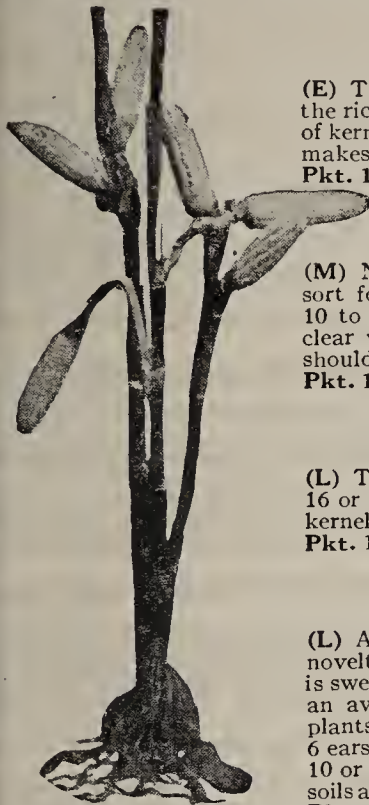 (E) T
the ric
of kern
makes
Pkt. 1
(M) N
sort fo
10 to
clear
should
Pkt. 1
(L) T
16 or
kernel
Pkt. 1
(L) A
novelt
is swe
an av
plants
6 ears
10 or
soils a